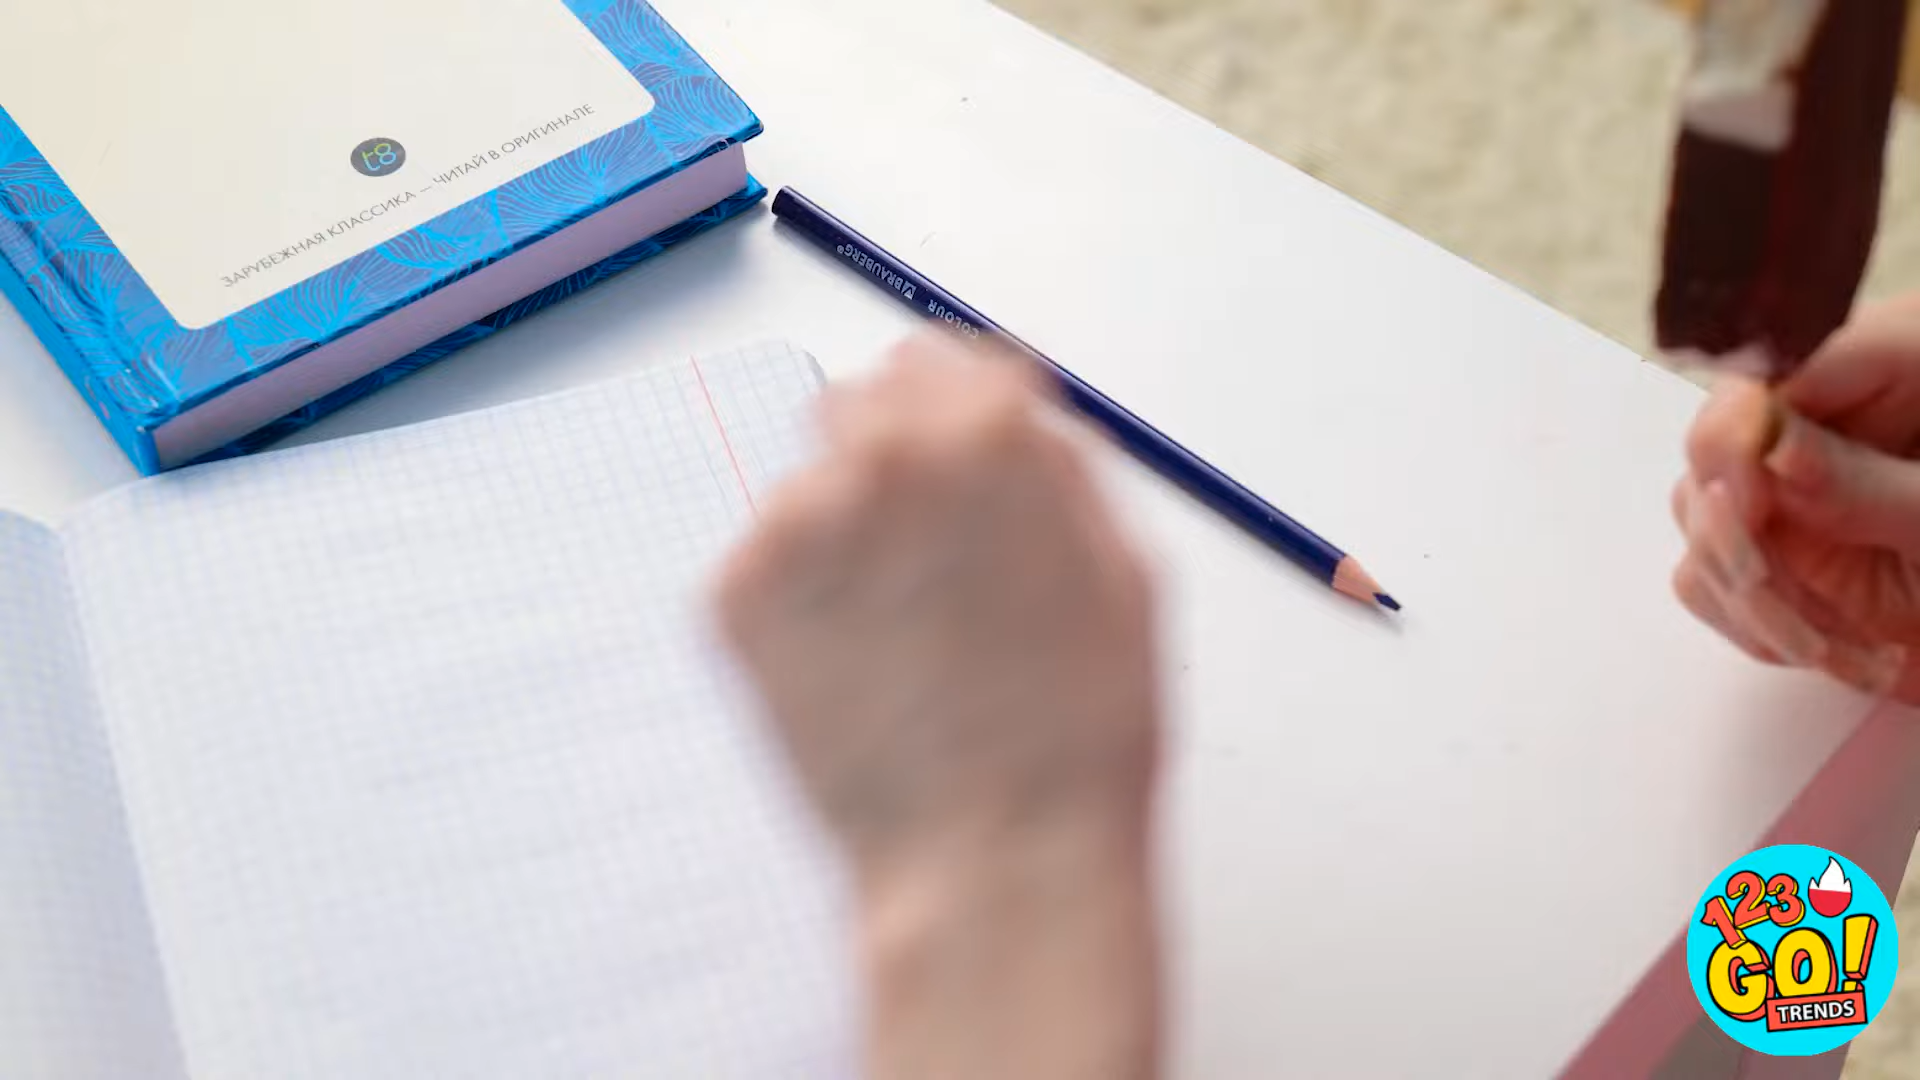 t8
ЗАРУБЕЖНАЯ КЛАССИКА — ЧИТАЙ В ОРИГИНАЛЕ
BRAUBERG® COLOUR
123
GO!
TRENDS